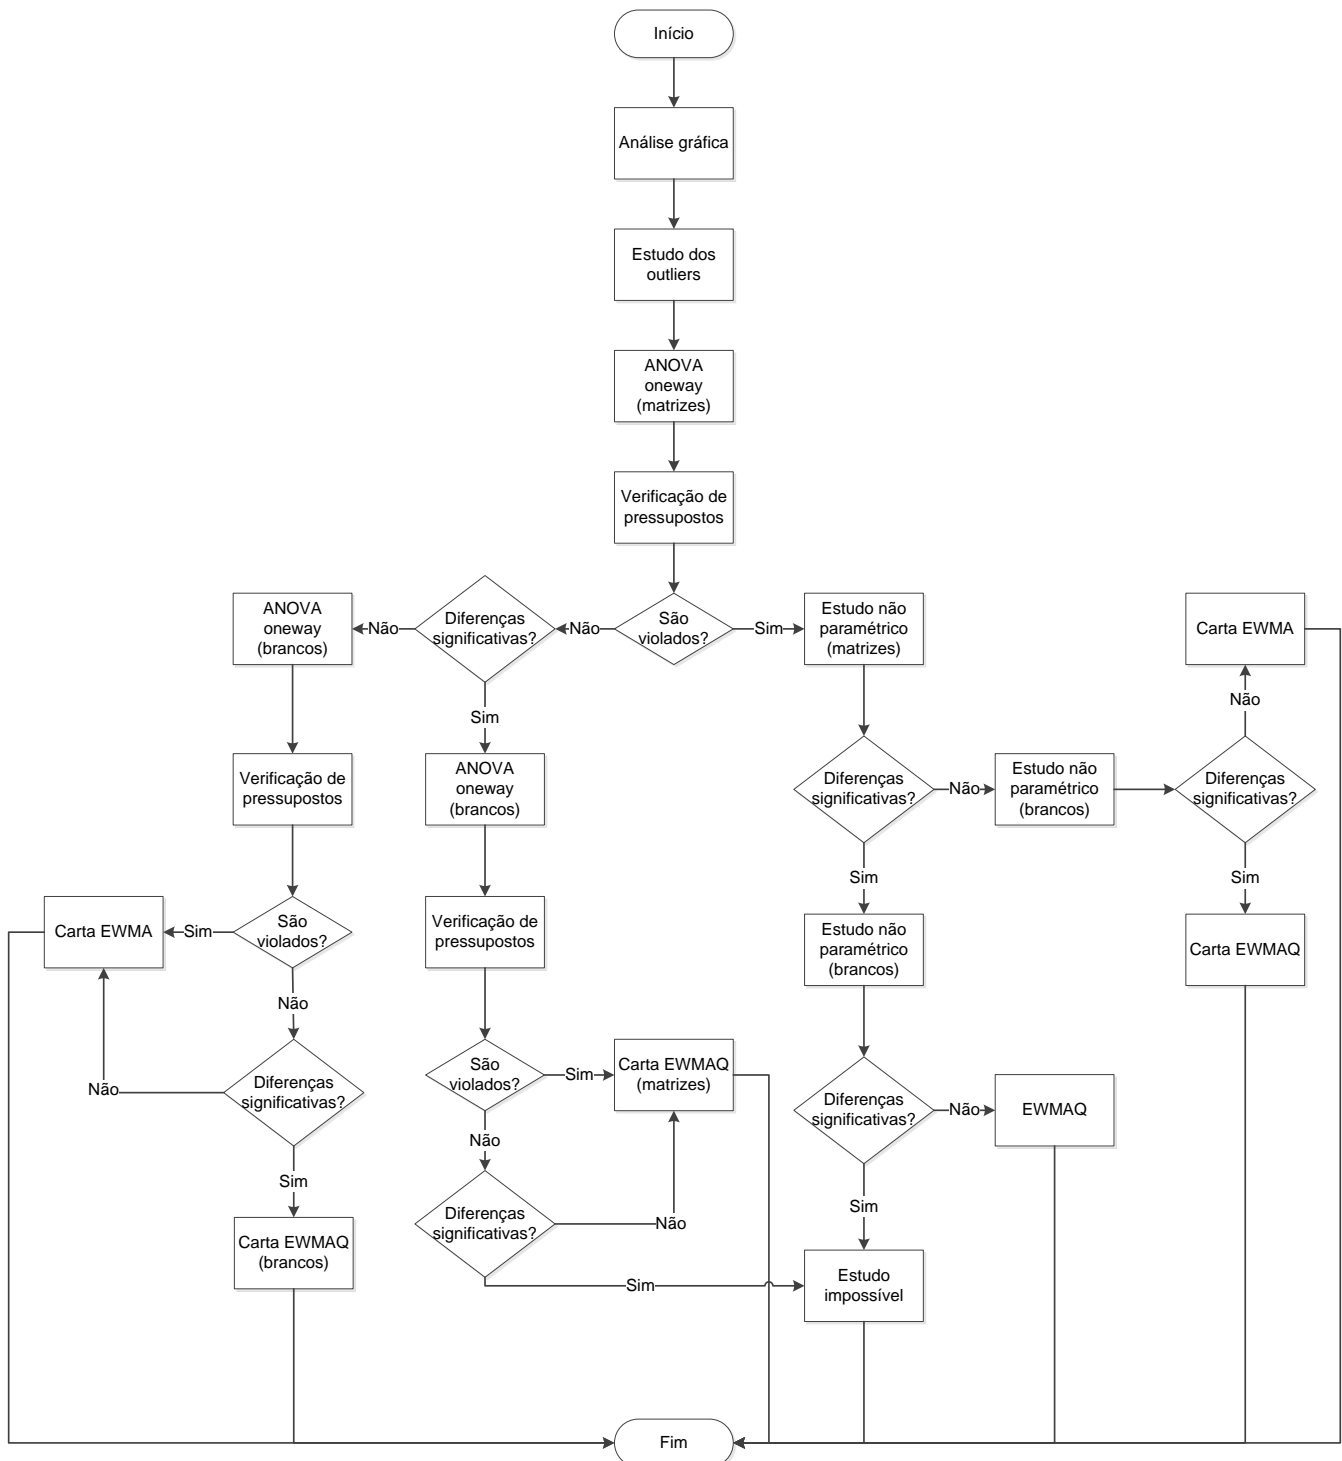 Início
Análise gráfica
Estudo dos
outliers
ANOVA
oneway
(matrizes)
Verificação de
pressupostos
ANOVA
oneway
(brancos)
Não
Diferenças
significativas?
Não
São
violados?
Sim
Estudo não
paramétrico
(matrizes)
Carta EWMA
Não
Sim
Verificação de
pressupostos
ANOVA
oneway
(brancos)
Diferenças
significativas?
Não
Estudo não
paramétrico
(brancos)
Diferenças
significativas?
Sim
Sim
Carta EWMA
Sim
São
violados?
Verificação de
pressupostos
Estudo não
paramétrico
(brancos)
Carta EWMAQ
Não
Não
Diferenças
significativas?
São
violados?
Sim
Carta EWMAQ
(matrizes)
Diferenças
significativas?
Não
EWMAQ
Não
Sim
Sim
Diferenças
significativas?
Não
Carta EWMAQ
(brancos)
Sim
Estudo
impossível
Fim